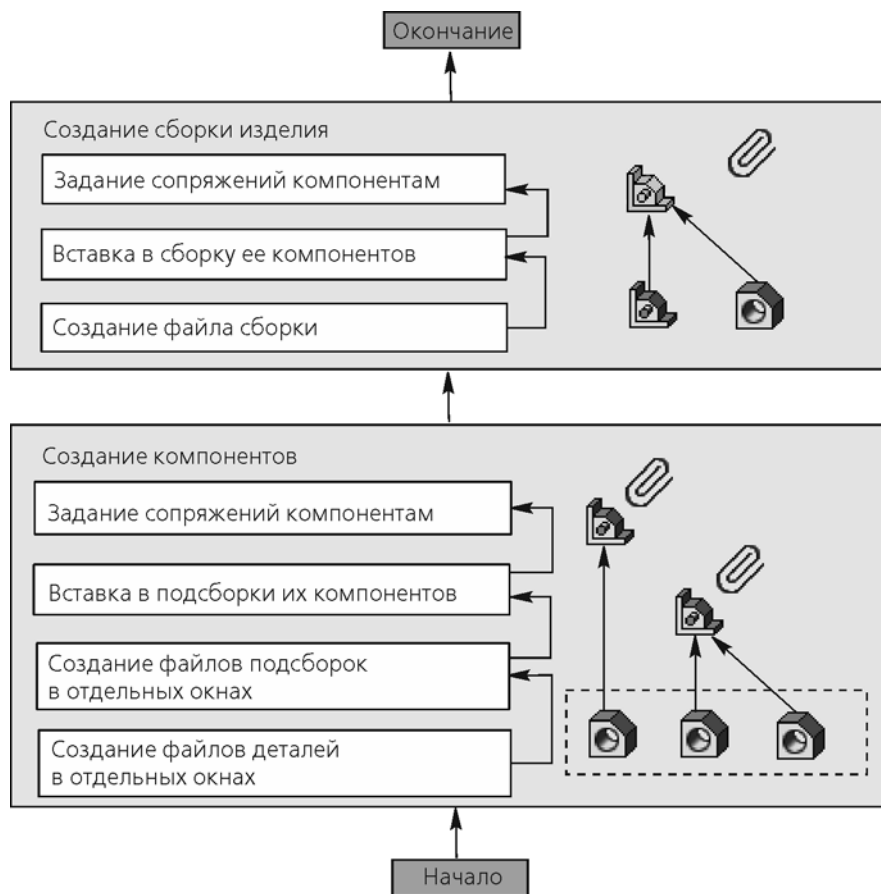 Окончание
Создание сборки изделия
Задание сопряжений компонентам
Вставка в сборку ее компонентов
Создание файла сборки
Создание компонентов
Задание сопряжений компонентам
Вставка в подсборки их компонентов
Создание файлов подсборок
в отдельных окнах
Создание файлов деталей
в отдельных окнах
Начало